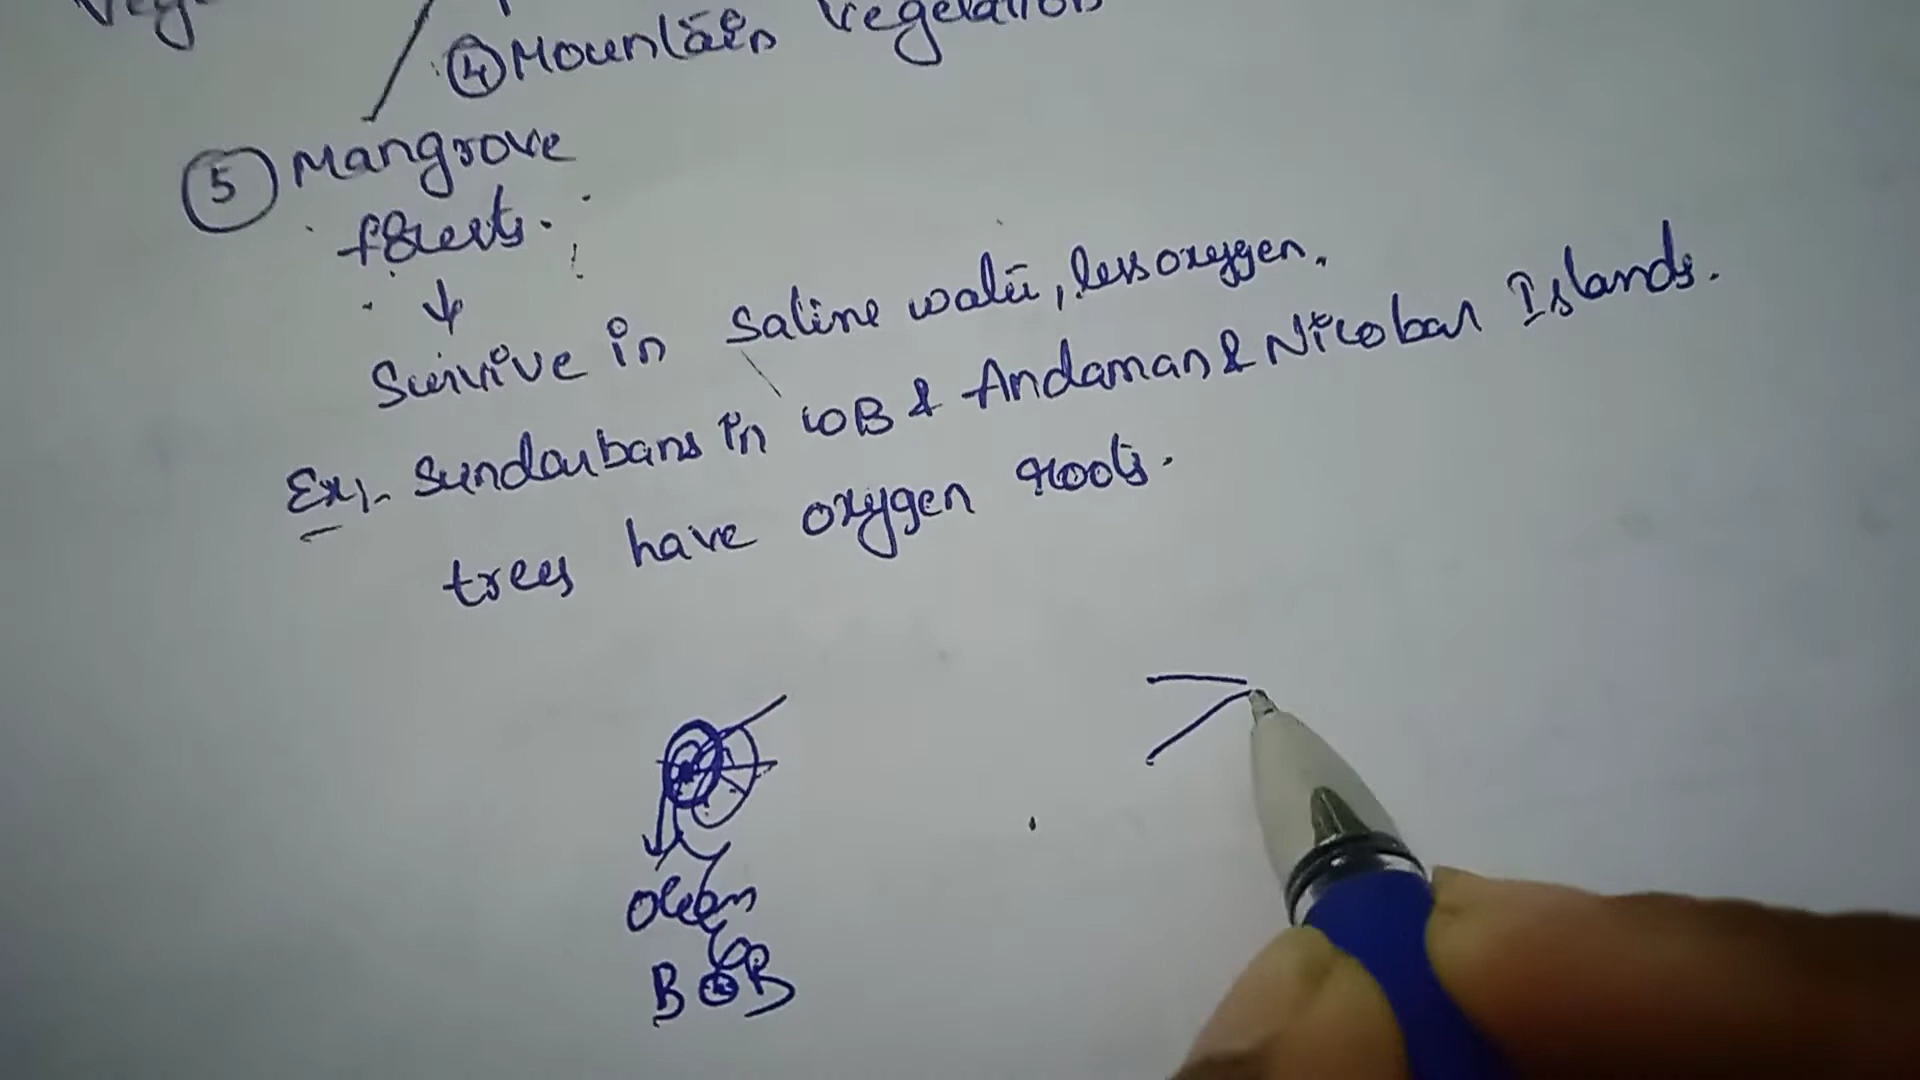 ④ Mountain Vegetation
⑤ Mangrove
forests.
Survive in saline water, less oxygen.
Ex:- Sundarbans in WB & Andaman & Nicobar Islands.
trees have oxygen roots.
Ocean
BOB